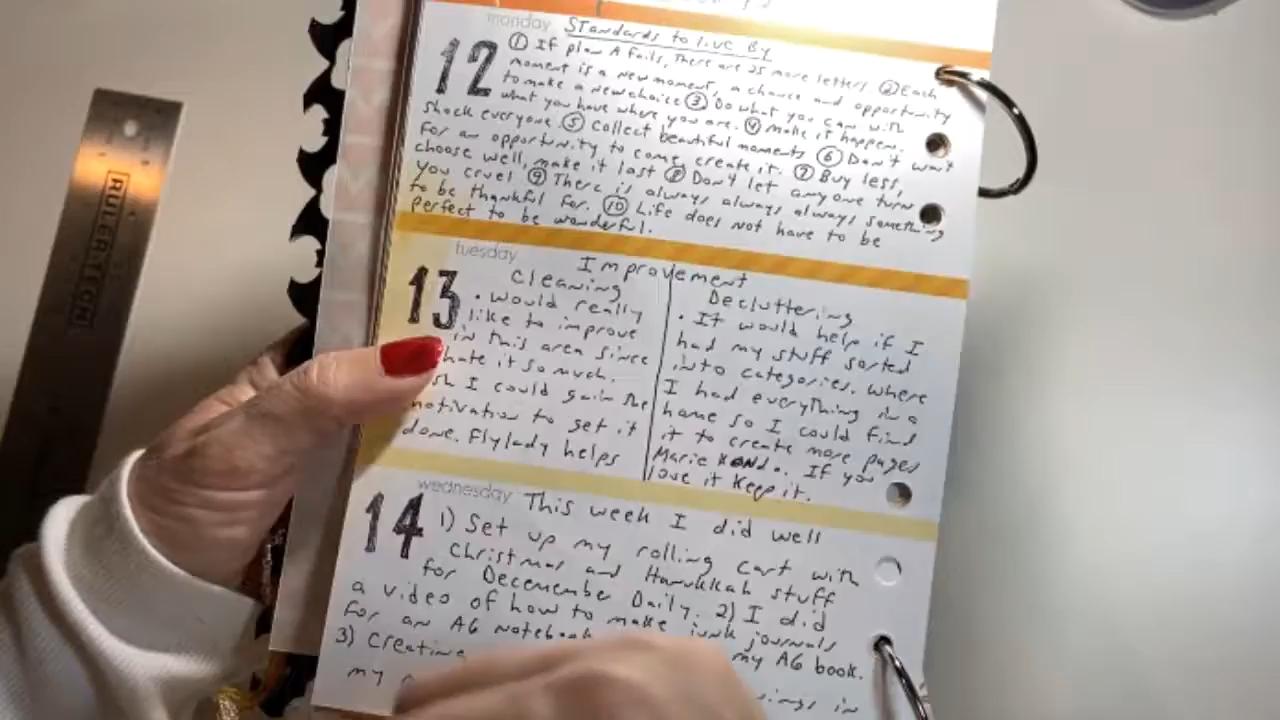 monday Standards to live By
12 ① If plan A fails, There are 25 more letters ② Each
moment is a new moment, a chance and opportunity
to make a new choice ③ Do what you can with
what you have where you are. ④ make it happen.
shock everyone ⑤ Collect beautiful moments ⑥ Don't wait
for an opportunity to come, create it. ⑦ Buy less,
choose well, make it last ⑧ Don't let any one turn
you cruel ⑨ There is always always always something
to be thankful for. ⑩ Life does not have to be
perfect to be wonderful.
tuesday
13
Improvement
Cleaning
• Would really
like to improve
in this area since
hate it so much.
I could gain the
motivation to get it
done. Flylady helps
Decluttering
• It would help if I
had my stuff sorted
into categories. Where
I had everything in a
home so I could find
it to create more pages
Marie KONDO. If you
love it Keep it.
wednesday
14
This week I did well
1) Set up my rolling cart with
Christmas and Hanukkah stuff
for Decemember Daily. 2) I did
a video of how to make junk journals
for an A6 notebook my A6 book.
3) Creating
my
in
RULER TECON